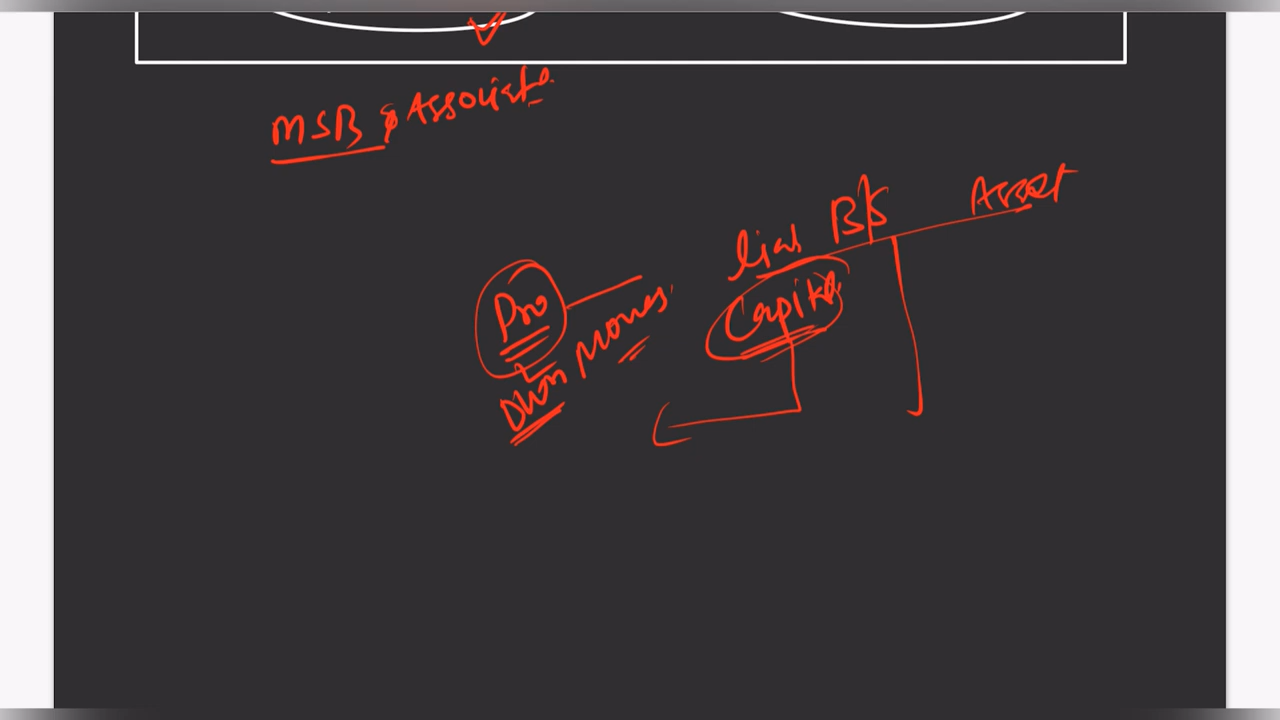 MSB & Associate
B/S
Liab Asset
Capital
Pro
Own Money